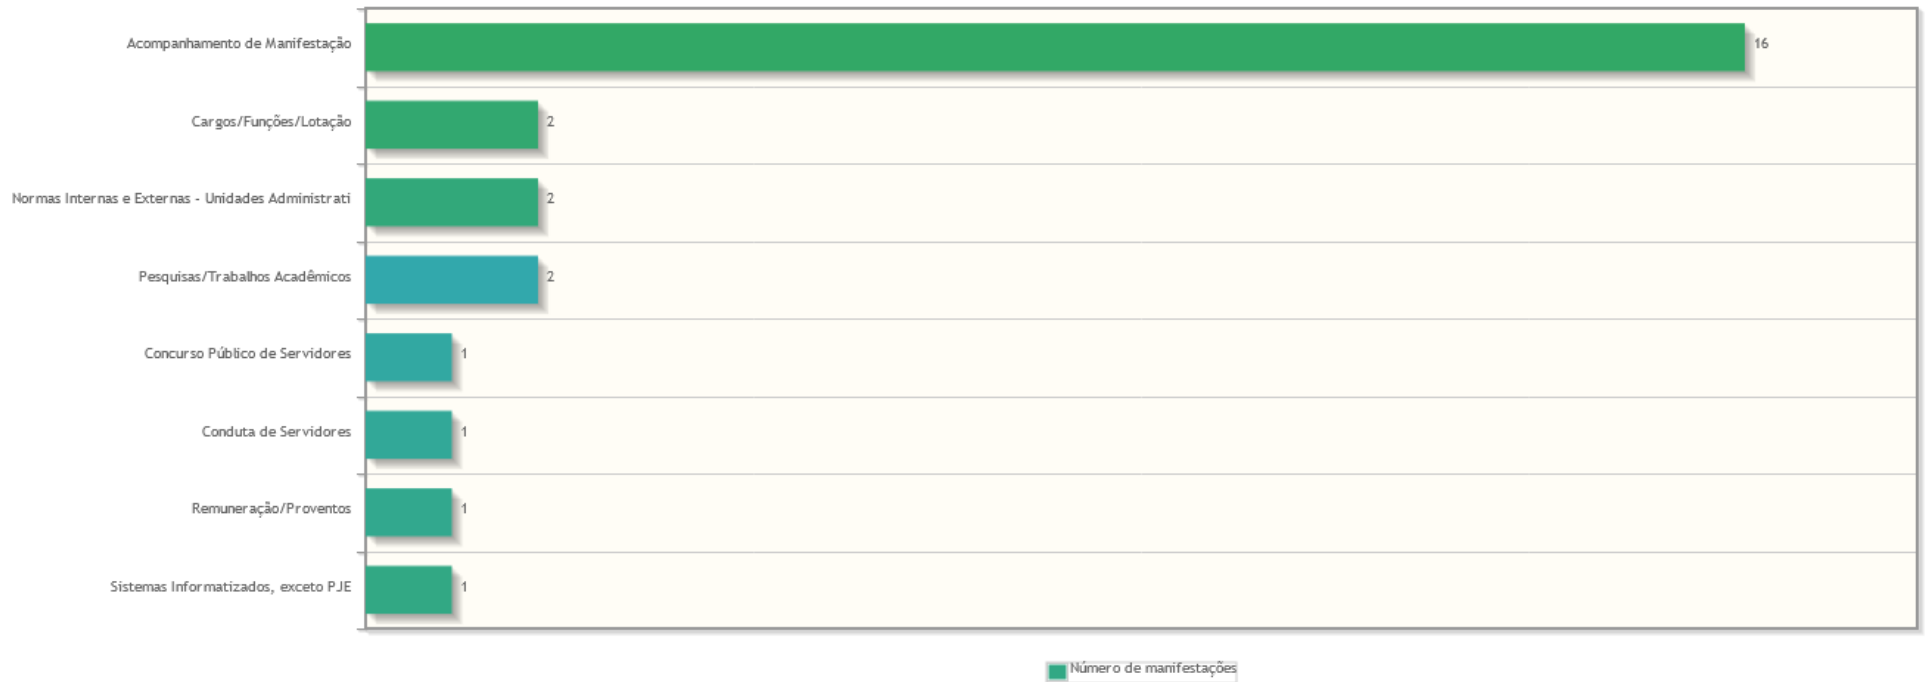 Acompanhamento de Manifestação
16
Cargos/Funções/Lotação
2
Normas Internas e Externas - Unidades Administrati
2
Pesquisas/Trabalhos Acadêmicos
2
Concurso Público de Servidores
1
Conduta de Servidores
1
Remuneração/Proventos
1
Sistemas Informatizados, exceto PJE
1
Número de manifestações